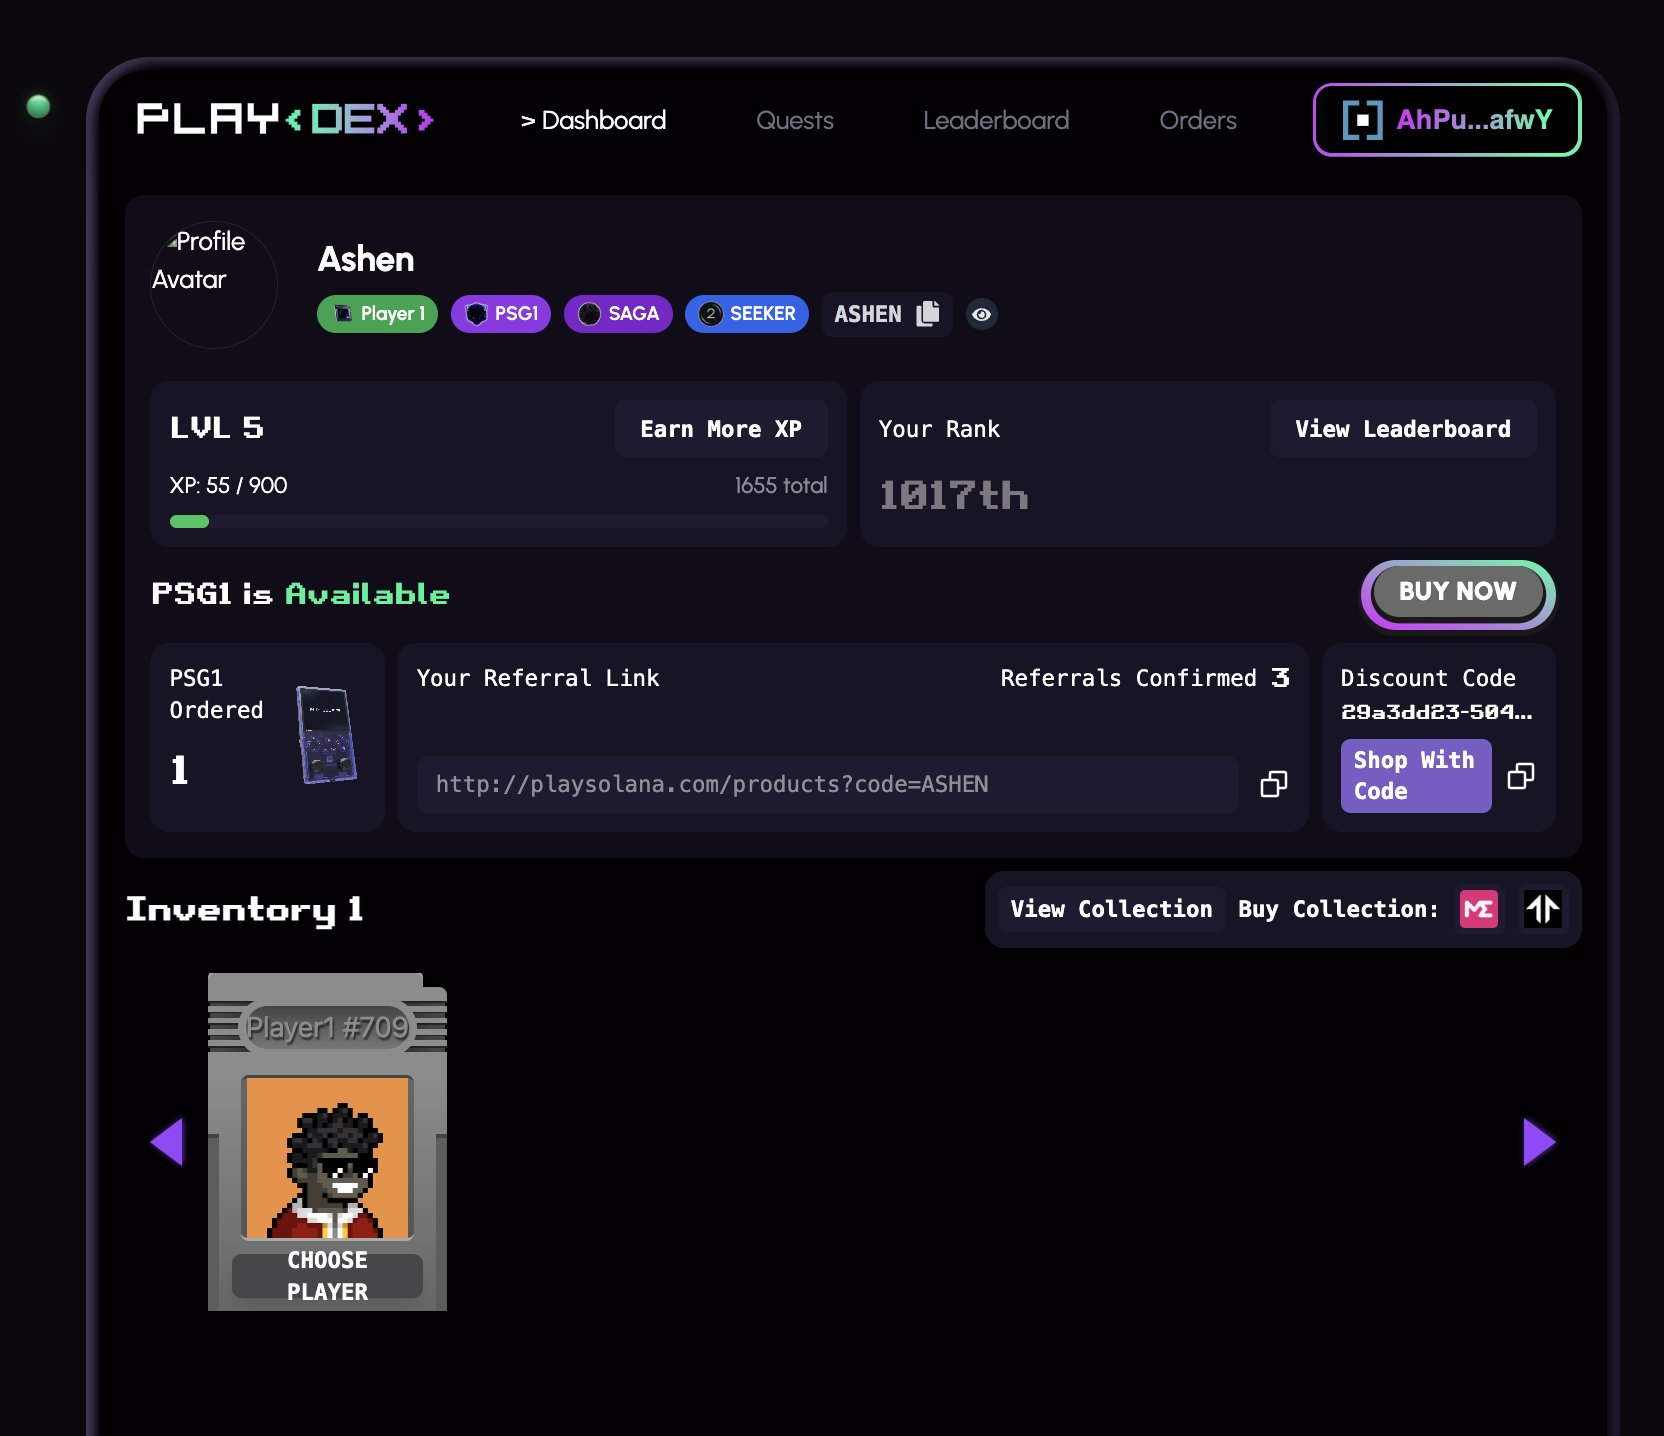 PLAY<DEX>
> Dashboard
Quests
Leaderboard
Orders
AhPu...afwY
Profile
Avatar
Ashen
Player 1
PSG1
SAGA
2 SEEKER
ASHEN
LVL 5
Earn More XP
XP: 55 / 900
1655 total
Your Rank
View Leaderboard
1017th
PSG1 is Available
BUY NOW
PSG1
Ordered
1
Your Referral Link
Referrals Confirmed 3
http://playsolana.com/products?code=ASHEN
Discount Code
29a3dd23-504...
Shop With
Code
Inventory 1
View Collection
Buy Collection:
ME
Player1 #709
CHOOSE
PLAYER